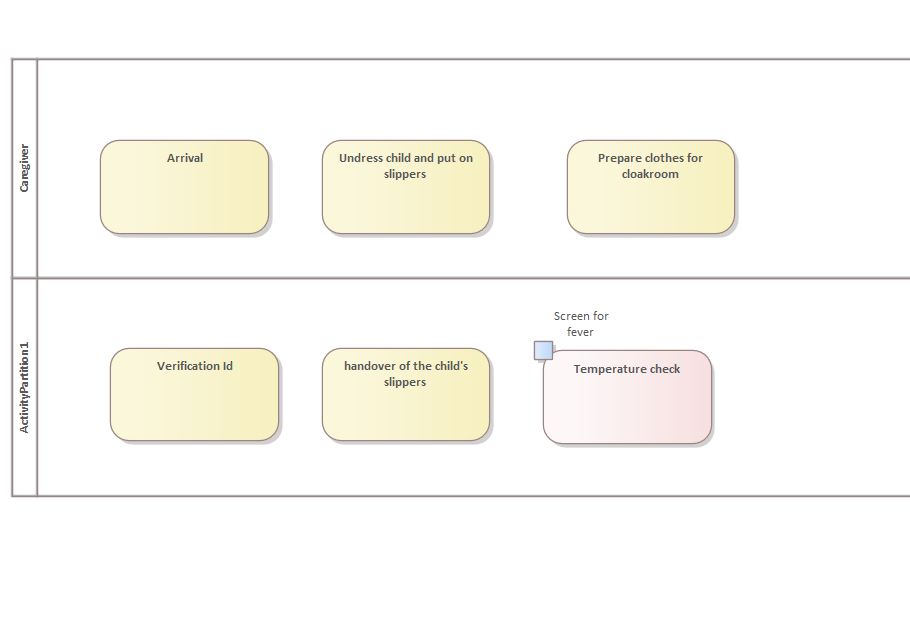 Caregiver
Arrival
Undress child and put on
slippers
Prepare clothes for
cloakroom
ActivityPartition1
Verification Id
handover of the child's
slippers
Screen for
fever
Temperature check